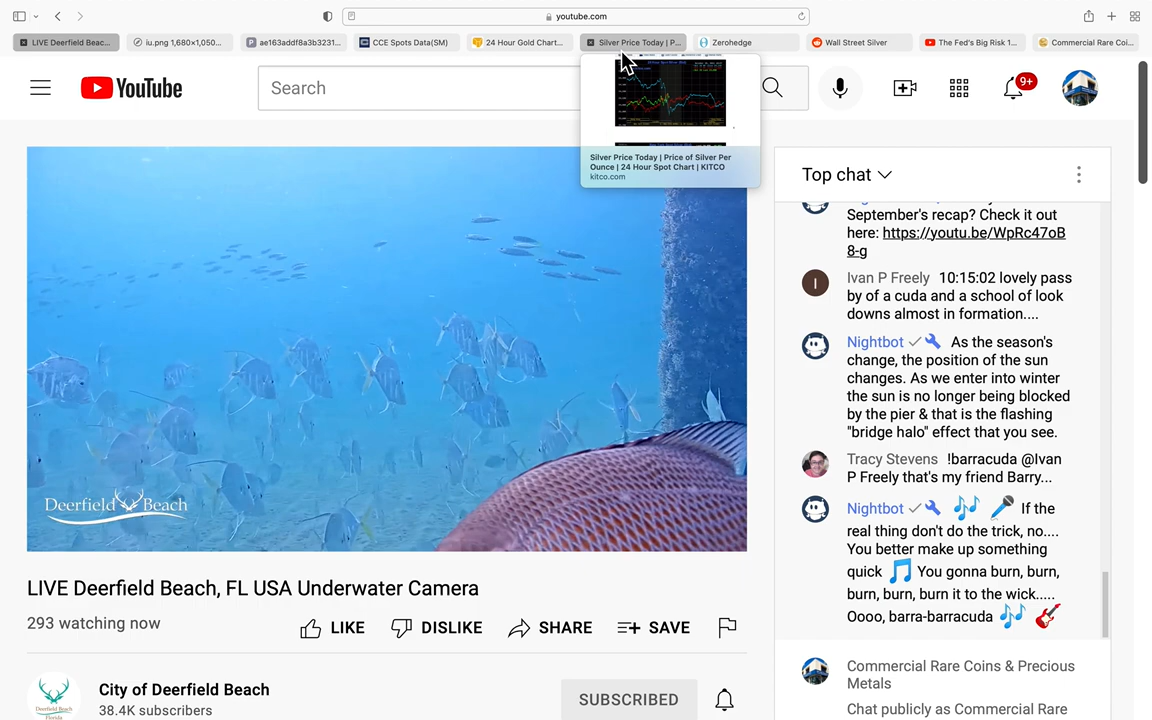 youtube.com
LIVE Deerfield Beac...
iu.png 1,680×1,050...
ae163addf8a3b3231...
CCE Spots Data(SM)
24 Hour Gold Chart...
Silver Price Today | P...
Zerohedge
Wall Street Silver
The Fed's Big Risk 1...
Commercial Rare Coi...
YouTube
Search
9+
Silver Price Today | Price of Silver Per
Ounce | 24 Hour Spot Chart | KITCO
kitco.com
Top chat
September's recap? Check it out
here: https://youtu.be/WpRc47oB
8-g
Ivan P Freely 10:15:02 lovely pass
by of a cuda and a school of look
downs almost in formation....
Nightbot As the season's
change, the position of the sun
changes. As we enter into winter
the sun is no longer being blocked
by the pier & that is the flashing
"bridge halo" effect that you see.
Tracy Stevens !barracuda @Ivan
P Freely that's my friend Barry...
Nightbot 🎶 🎤 If the
real thing don't do the trick, no....
You better make up something
quick 🎵 You gonna burn, burn,
burn, burn, burn it to the wick.....
Oooo, barra-barracuda 🎶 🎸
Commercial Rare Coins & Precious
Metals
Chat publicly as Commercial Rare
Deerfield Beach
LIVE Deerfield Beach, FL USA Underwater Camera
293 watching now
LIKE
DISLIKE
SHARE
SAVE
City of Deerfield Beach
38.4K subscribers
SUBSCRIBED